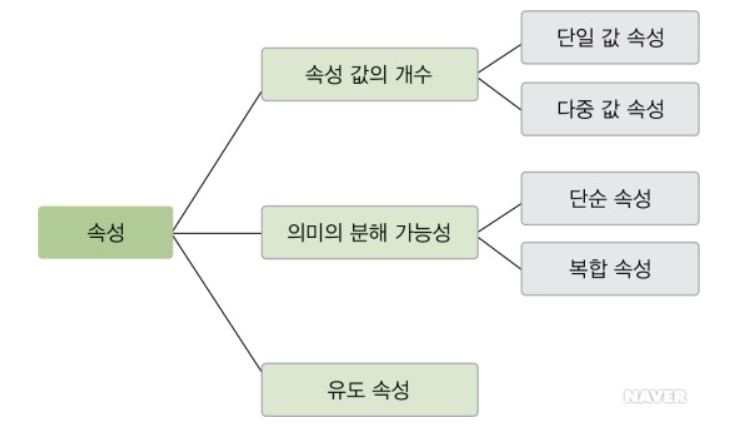 속성
속성 값의 개수
단일 값 속성
다중 값 속성
의미의 분해 가능성
단순 속성
복합 속성
유도 속성
NAVER